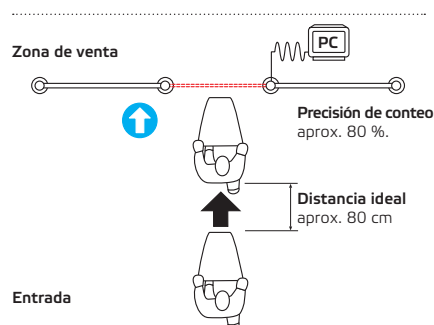 Zona de venta
PC
Precisión de conteo
aprox. 80 %.
Distancia ideal
aprox. 80 cm
Entrada